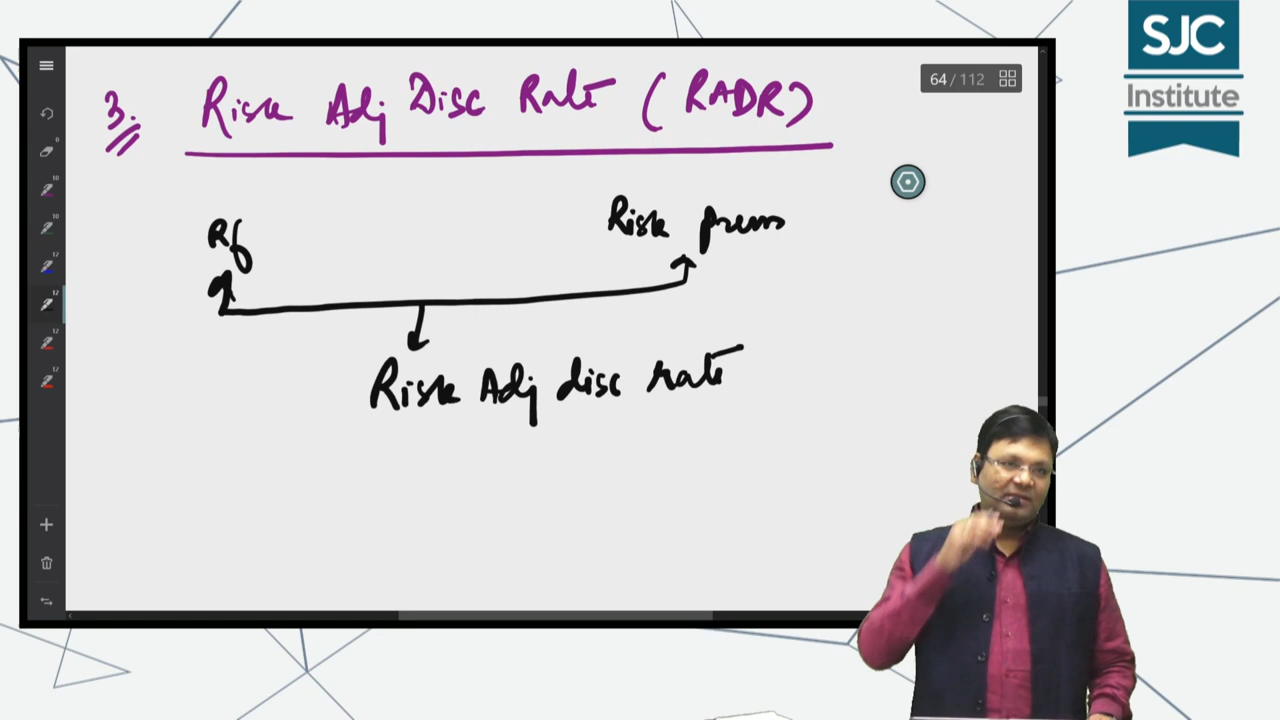 3. Risk Adj Disc Rate (RADR)
64 / 112
SJC
Institute
Rf
Risk prem
Risk Adj disc rate